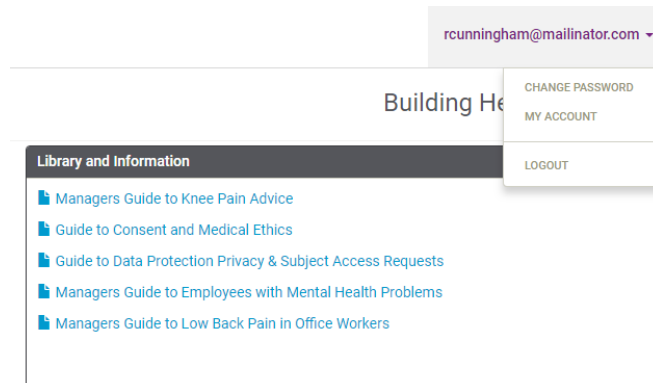 rcunningham@mailinator.com
CHANGE PASSWORD
MY ACCOUNT
LOGOUT
Building He
Library and Information
Managers Guide to Knee Pain Advice
Guide to Consent and Medical Ethics
Guide to Data Protection Privacy & Subject Access Requests
Managers Guide to Employees with Mental Health Problems
Managers Guide to Low Back Pain in Office Workers